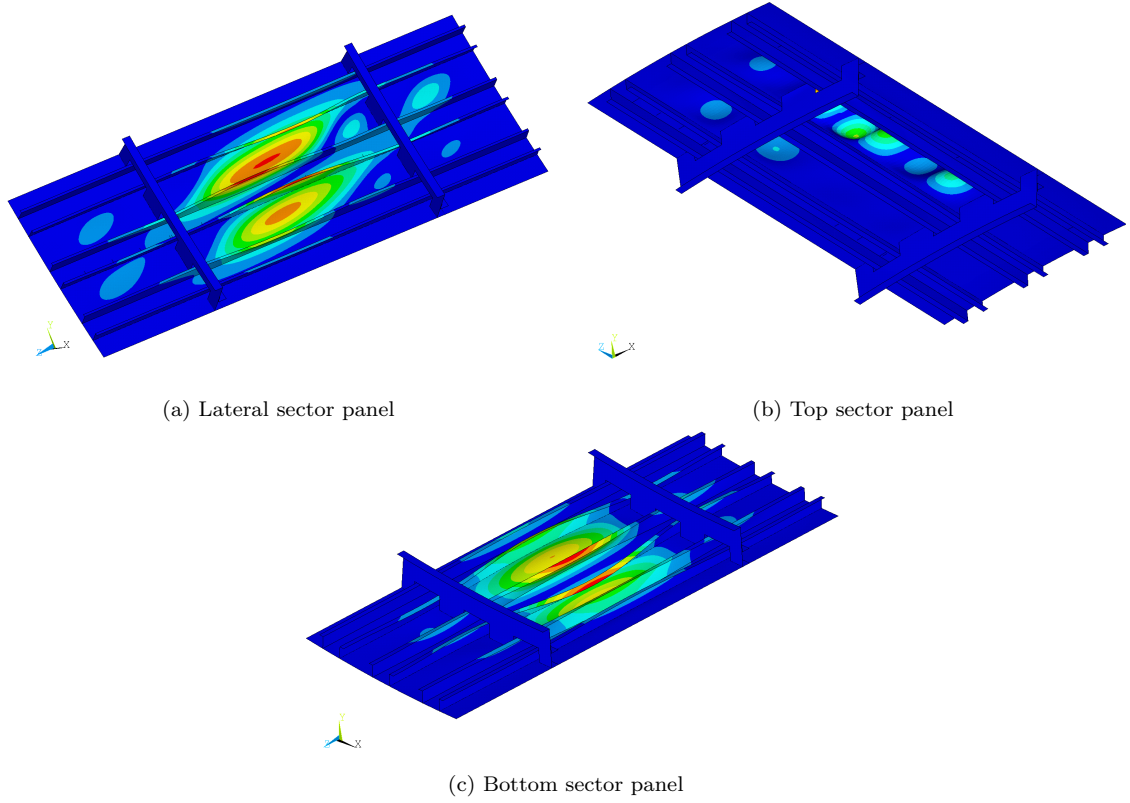 Y
X
Z
(a) Lateral sector panel
Y
Z
X
(b) Top sector panel
Y
Z
X
(c) Bottom sector panel